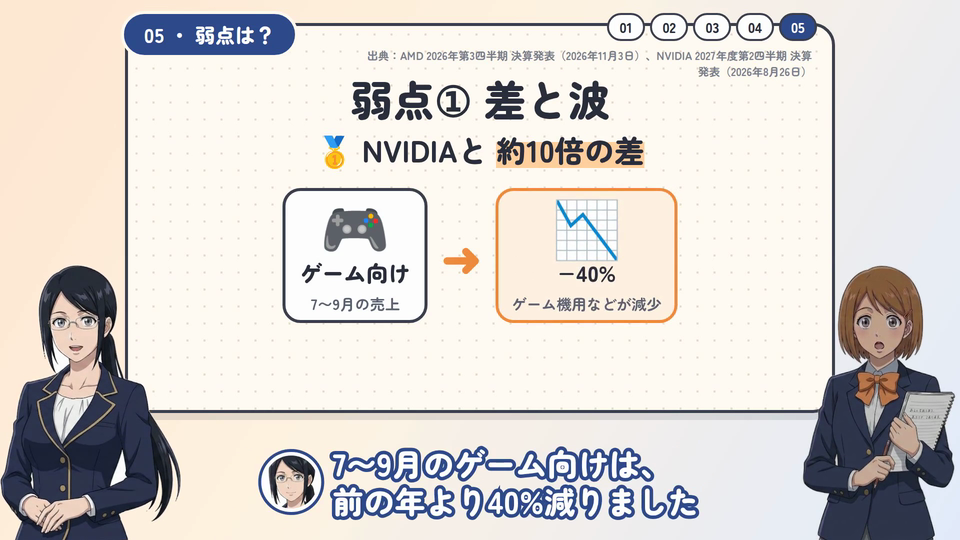 05 ・ 弱点は？
01 02 03 04 05
出典：AMD 2026年第3四半期 決算発表（2026年11月3日）、NVIDIA 2027年度第2四半期 決算
発表（2026年8月26日）
弱点① 差と波
NVIDIAと 約10倍の差
ゲーム向け
7〜9月の売上
−40%
ゲーム機用などが減少
7〜9月のゲーム向けは、
前の年より40%減りました